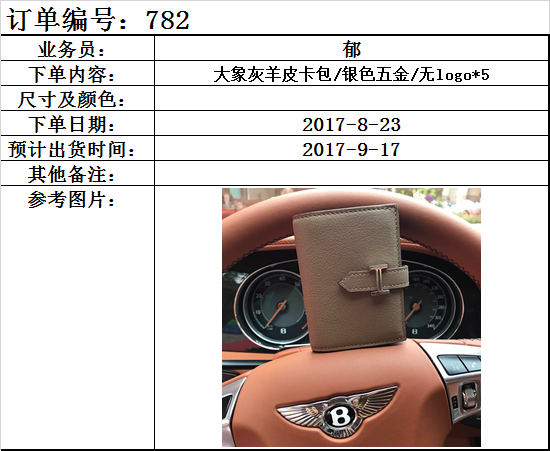 订单编号：782
业务员： 郁
下单内容： 大象灰羊皮卡包/银色五金/无logo*5
尺寸及颜色：
下单日期： 2017-8-23
预计出货时间： 2017-9-17
其他备注：
参考图片：
B
B